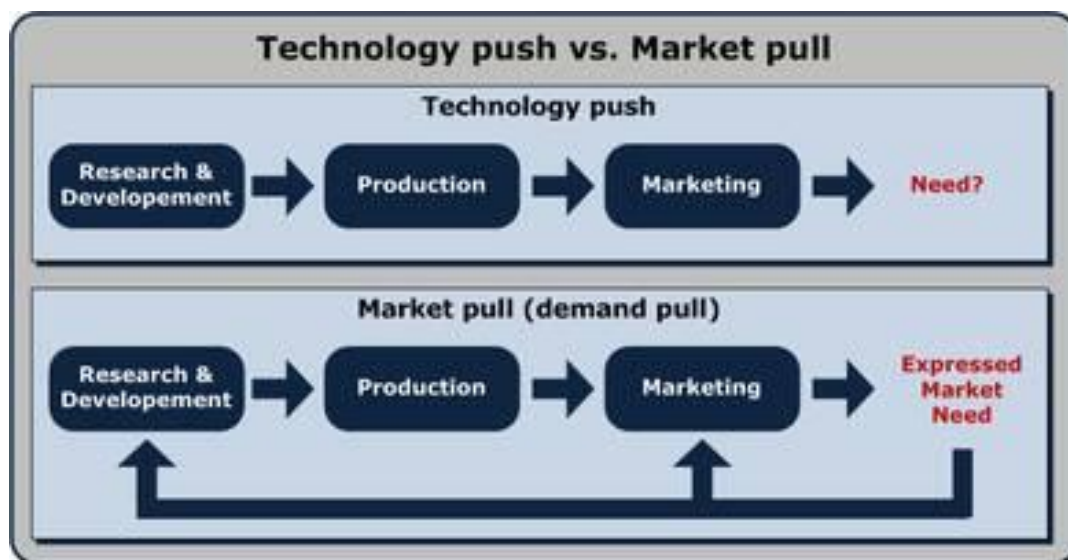 Technology push vs. Market pull
Technology push
Research &
Developement
Production
Marketing
Need?
Market pull (demand pull)
Research &
Developement
Production
Marketing
Expressed
Market
Need